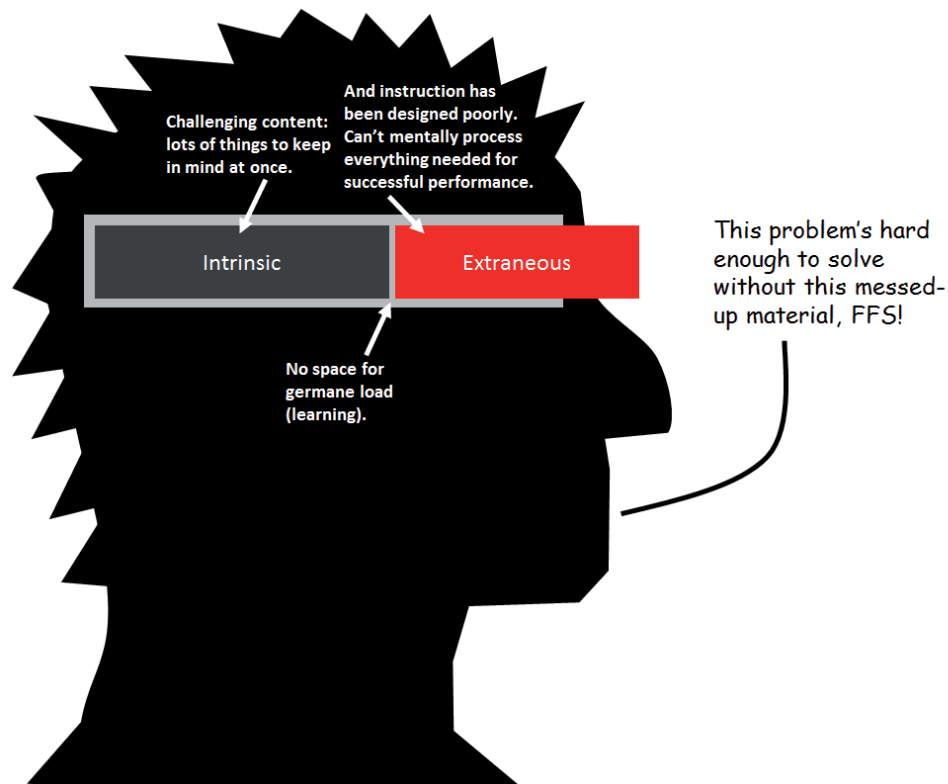 And instruction has
been designed poorly.
Can't mentally process
everything needed for
successful performance.
Challenging content:
lots of things to keep
in mind at once.
Intrinsic
Extraneous
This problem's hard
enough to solve
without this messed-
up material, FFS!
No space for
germane load
(learning).